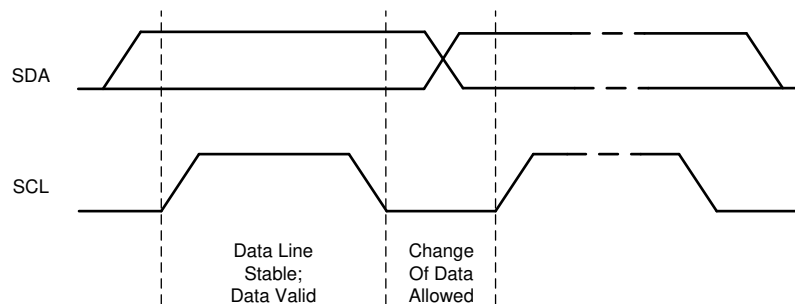 SDA
SCL
Data Line
Stable;
Data Valid
Change
Of Data
Allowed